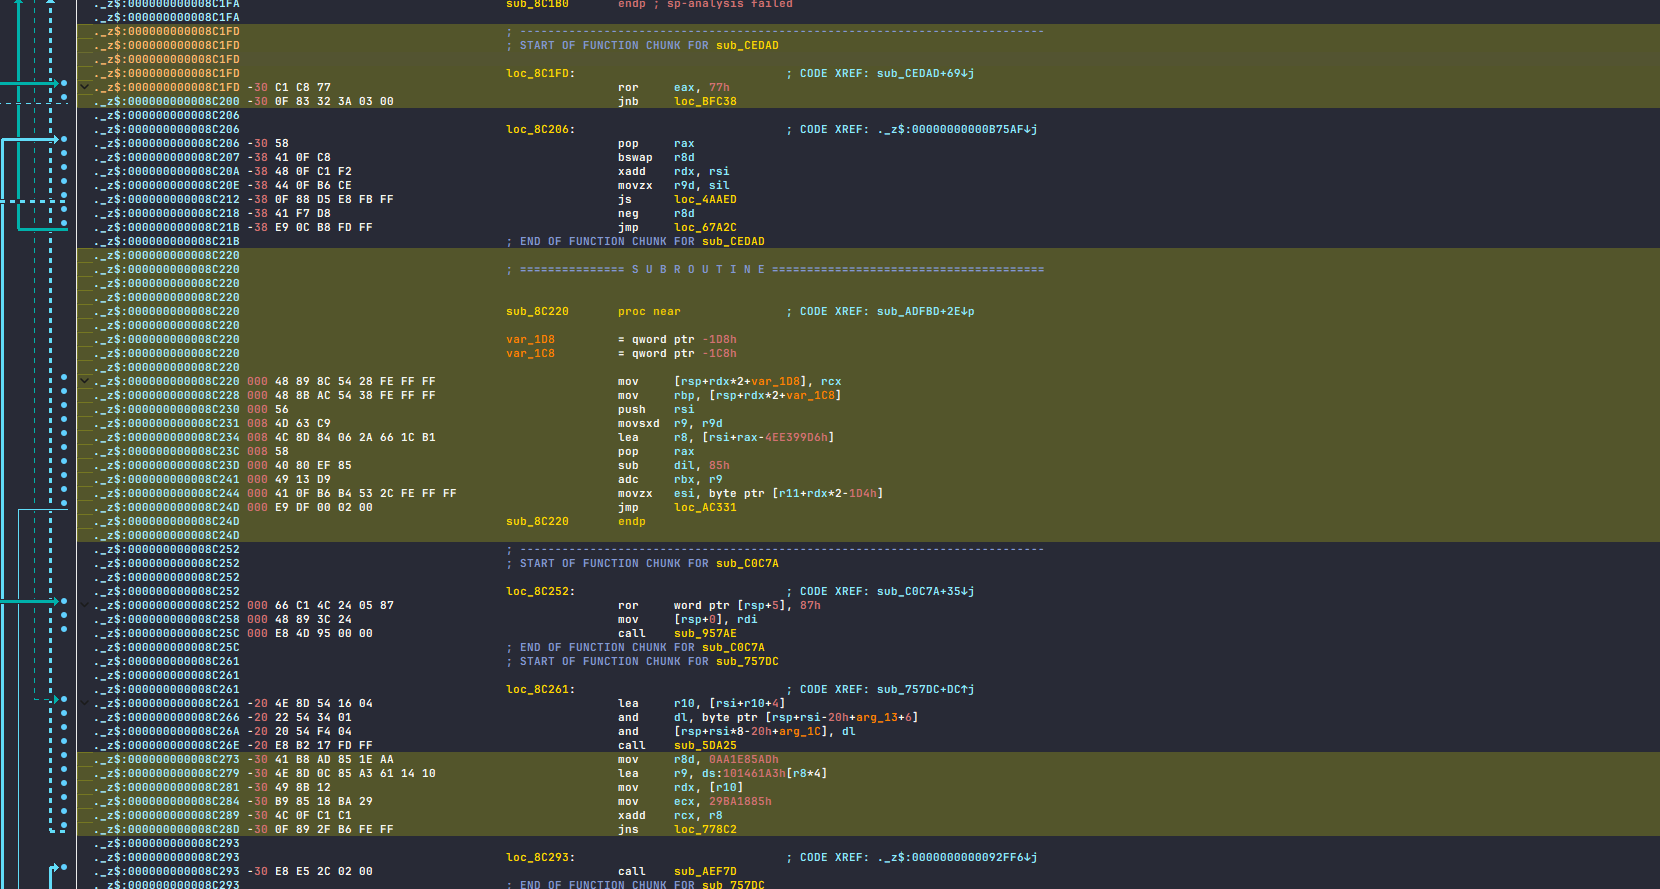 ._z$:000000000008C1FA sub_8C1B0 endp ; sp-analysis failed
._z$:000000000008C1FA
._z$:000000000008C1FD ; ---------------------------------------------------------------------------
._z$:000000000008C1FD ; START OF FUNCTION CHUNK FOR sub_CEDAD
._z$:000000000008C1FD
._z$:000000000008C1FD loc_8C1FD: ; CODE XREF: sub_CEDAD+69↓j
._z$:000000000008C1FD -30 C1 C8 77 ror eax, 77h
._z$:000000000008C200 -30 0F 83 32 3A 03 00 jnb loc_BFC38
._z$:000000000008C206
._z$:000000000008C206 loc_8C206: ; CODE XREF: ._z$:00000000000B75AF↓j
._z$:000000000008C206 -30 58 pop rax
._z$:000000000008C207 -38 41 0F C8 bswap r8d
._z$:000000000008C20A -38 48 0F C1 F2 xadd rdx, rsi
._z$:000000000008C20E -38 44 0F B6 CE movzx r9d, sil
._z$:000000000008C212 -38 0F 88 D5 E8 FB FF js loc_4AAED
._z$:000000000008C218 -38 41 F7 D8 neg r8d
._z$:000000000008C21B -38 E9 0C B8 FD FF jmp loc_67A2C
._z$:000000000008C21B ; END OF FUNCTION CHUNK FOR sub_CEDAD
._z$:000000000008C220
._z$:000000000008C220 ; =============== S U B R O U T I N E =======================================
._z$:000000000008C220
._z$:000000000008C220
._z$:000000000008C220 sub_8C220 proc near ; CODE XREF: sub_ADFBD+2E↓p
._z$:000000000008C220
._z$:000000000008C220 var_1D8 = qword ptr -1D8h
._z$:000000000008C220 var_1C8 = qword ptr -1C8h
._z$:000000000008C220
._z$:000000000008C220 000 48 89 8C 54 28 FE FF FF mov [rsp+rdx*2+var_1D8], rcx
._z$:000000000008C228 000 48 8B AC 54 38 FE FF FF mov rbp, [rsp+rdx*2+var_1C8]
._z$:000000000008C230 000 56 push rsi
._z$:000000000008C231 008 4D 63 C9 movsxd r9, r9d
._z$:000000000008C234 008 4C 8D 84 06 2A 66 1C B1 lea r8, [rsi+rax-4EE399D6h]
._z$:000000000008C23C 008 58 pop rax
._z$:000000000008C23D 000 40 80 EF 85 sub dil, 85h
._z$:000000000008C241 000 49 13 D9 adc rbx, r9
._z$:000000000008C244 000 41 0F B6 B4 53 2C FE FF FF movzx esi, byte ptr [r11+rdx*2-1D4h]
._z$:000000000008C24D 000 E9 DF 00 02 00 jmp loc_AC331
._z$:000000000008C24D sub_8C220 endp
._z$:000000000008C24D
._z$:000000000008C252 ; ---------------------------------------------------------------------------
._z$:000000000008C252 ; START OF FUNCTION CHUNK FOR sub_C0C7A
._z$:000000000008C252
._z$:000000000008C252 loc_8C252: ; CODE XREF: sub_C0C7A+35↓j
._z$:000000000008C252 000 66 C1 4C 24 05 87 ror word ptr [rsp+5], 87h
._z$:000000000008C258 000 48 89 3C 24 mov [rsp+0], rdi
._z$:000000000008C25C 000 E8 4D 95 00 00 call sub_957AE
._z$:000000000008C25C ; END OF FUNCTION CHUNK FOR sub_C0C7A
._z$:000000000008C261 ; START OF FUNCTION CHUNK FOR sub_757DC
._z$:000000000008C261
._z$:000000000008C261 loc_8C261: ; CODE XREF: sub_757DC+DC↑j
._z$:000000000008C261 -20 4E 8D 54 16 04 lea r10, [rsi+r10+4]
._z$:000000000008C266 -20 22 54 34 01 and dl, byte ptr [rsp+rsi-20h+arg_13+6]
._z$:000000000008C26A -20 20 54 F4 04 and [rsp+rsi*8-20h+arg_1C], dl
._z$:000000000008C26E -20 E8 B2 17 FD FF call sub_5DA25
._z$:000000000008C273 -30 41 B8 AD 85 1E AA mov r8d, 0AA1E85ADh
._z$:000000000008C279 -30 4E 8D 0C 85 A3 61 14 10 lea r9, ds:101461A3h[r8*4]
._z$:000000000008C281 -30 49 8B 12 mov rdx, [r10]
._z$:000000000008C284 -30 B9 85 18 BA 29 mov ecx, 29BA1885h
._z$:000000000008C289 -30 4C 0F C1 C1 xadd rcx, r8
._z$:000000000008C28D -30 0F 89 2F B6 FE FF jns loc_778C2
._z$:000000000008C293
._z$:000000000008C293 loc_8C293: ; CODE XREF: ._z$:0000000000092FF6↓j
._z$:000000000008C293 -30 E8 E5 2C 02 00 call sub_AEF7D
._z$:000000000008C293 ; END OF FUNCTION CHUNK FOR sub_757DC